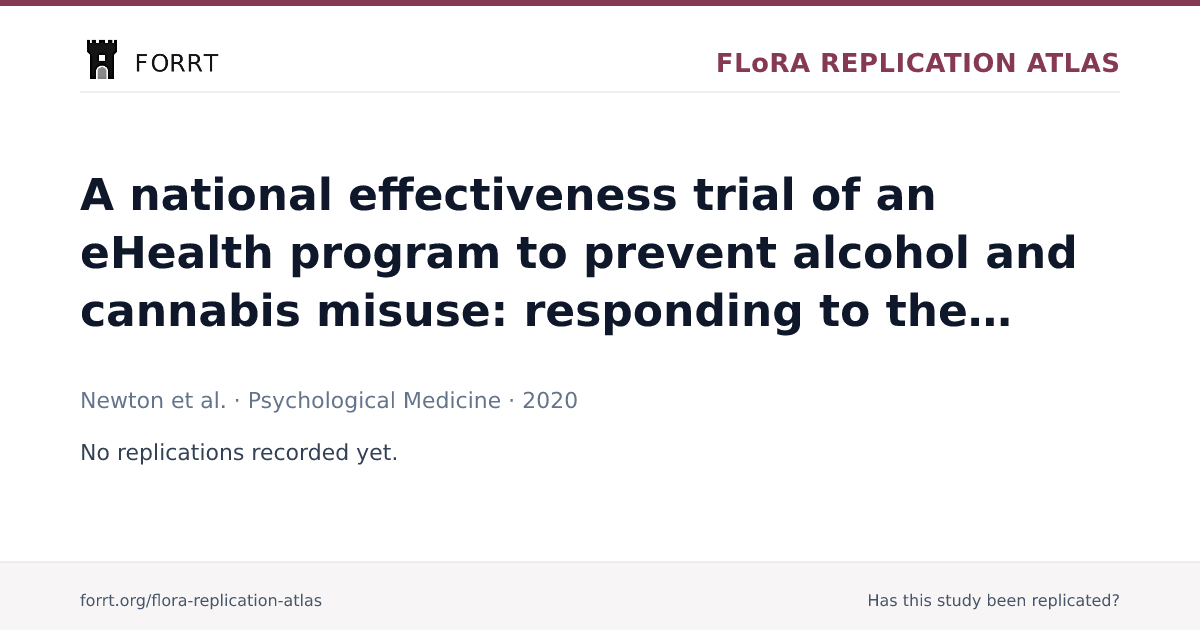 FORRT
FLoRA REPLICATION ATLAS
A national effectiveness trial of an
eHealth program to prevent alcohol and
cannabis misuse: responding to the…
Newton et al. · Psychological Medicine · 2020
No replications recorded yet.
forrt.org/flora-replication-atlas
Has this study been replicated?